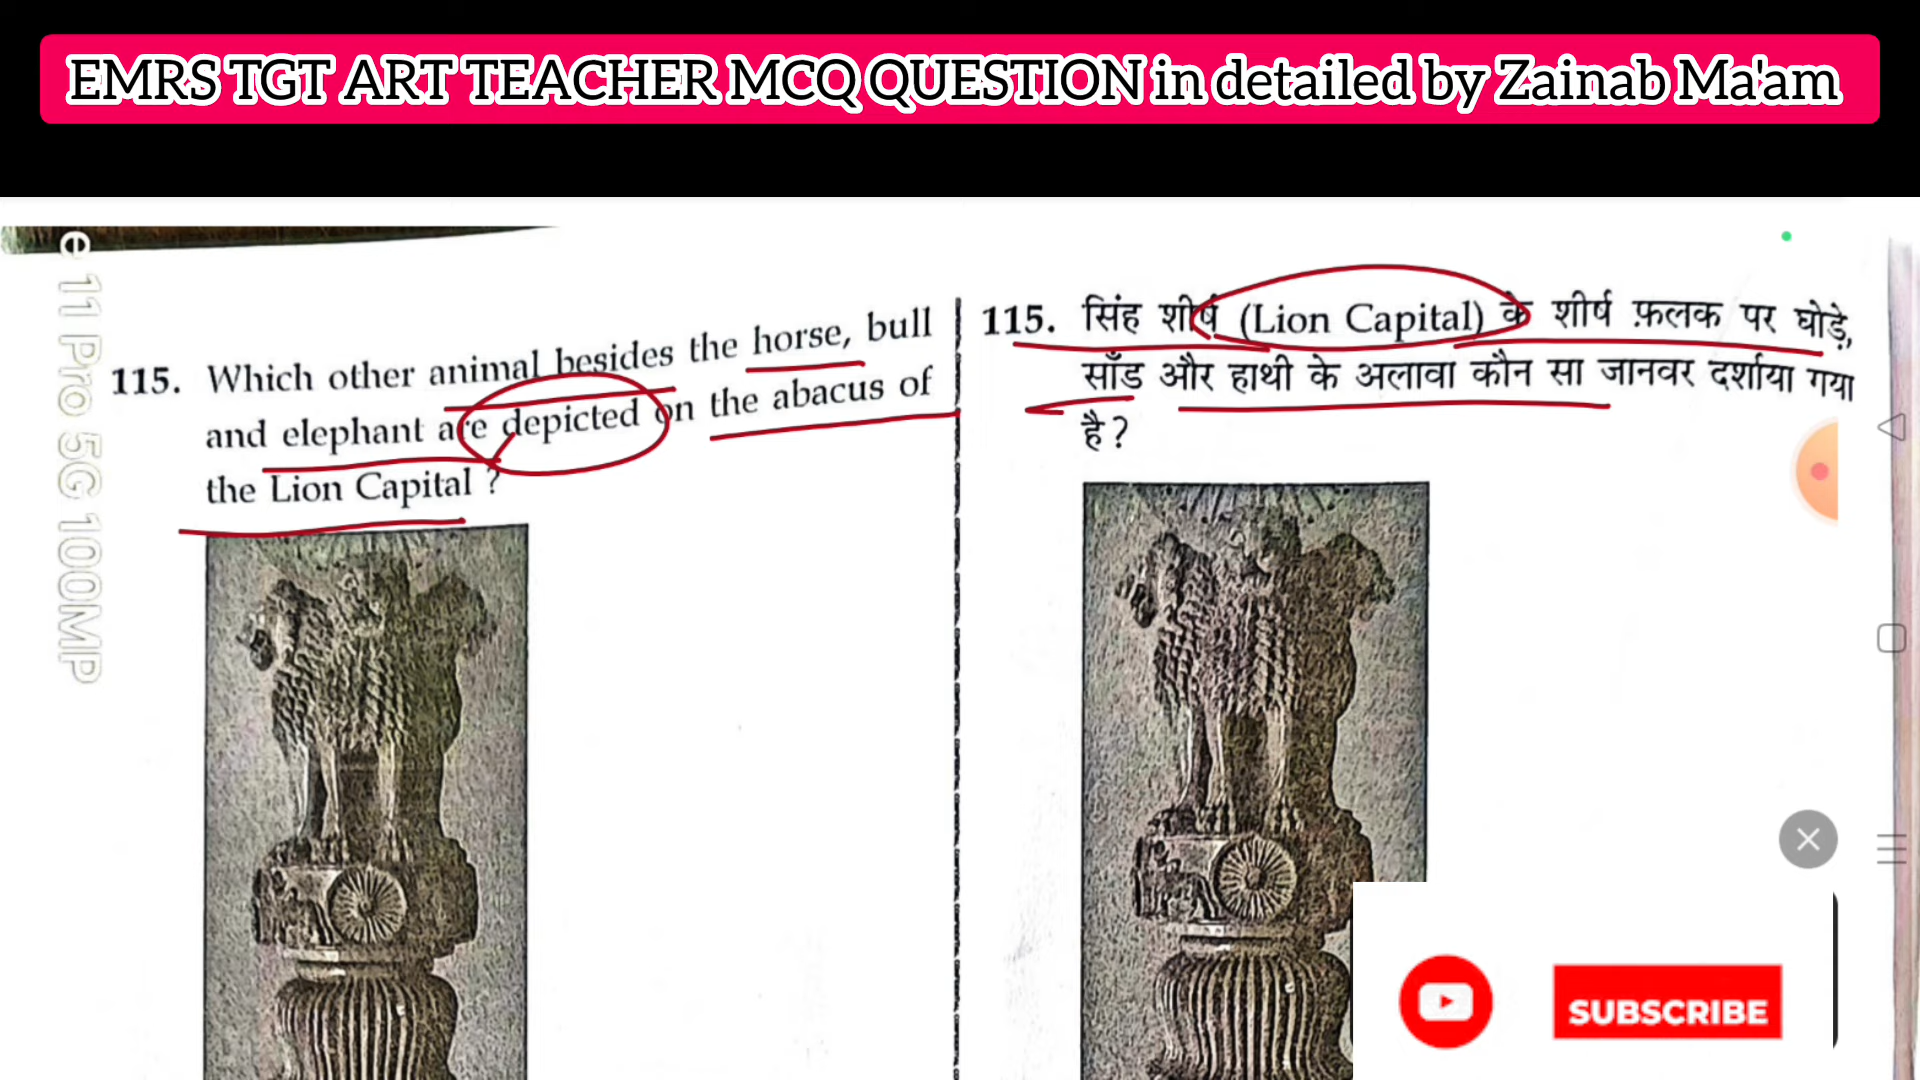 EMRS TGT ART TEACHER MCQ QUESTION in detailed by Zainab Ma'am
e 11 Pro 5G 100MP
115. Which other animal besides the horse, bull
and elephant are depicted on the abacus of
the Lion Capital ?
115. सिंह शीर्ष (Lion Capital) के शीर्ष फ़लक पर घोड़े,
साँड और हाथी के अलावा कौन सा जानवर दर्शाया गया
है ?
SUBSCRIBE